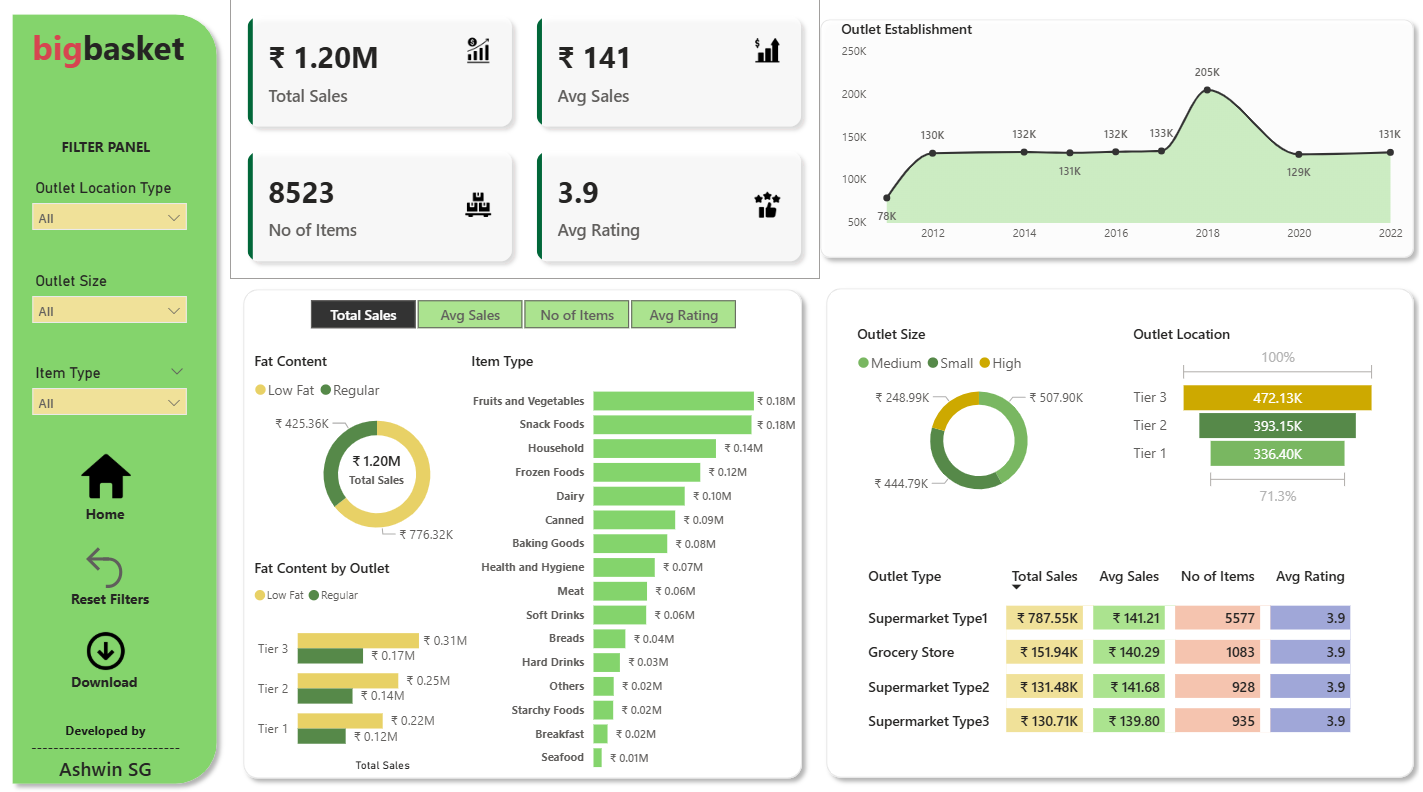 bigbasket
FILTER PANEL
Outlet Location Type
All
Outlet Size
All
Item Type
All
Home
Reset Filters
Download
Developed by
Ashwin SG
₹ 1.20M
Total Sales
₹ 141
Avg Sales
8523
No of Items
3.9
Avg Rating
Outlet Establishment
250K
200K
150K
100K
50K
78K
130K
132K
131K
132K
133K
205K
129K
131K
2012 2014 2016 2018 2020 2022
Total Sales Avg Sales No of Items Avg Rating
Fat Content
Low Fat Regular
₹ 425.36K
₹ 1.20M
Total Sales
₹ 776.32K
Fat Content by Outlet
Low Fat Regular
Tier 3 ₹ 0.31M
₹ 0.17M
Tier 2 ₹ 0.25M
₹ 0.14M
Tier 1 ₹ 0.22M
₹ 0.12M
Total Sales
Item Type
Fruits and Vegetables ₹ 0.18M
Snack Foods ₹ 0.18M
Household ₹ 0.14M
Frozen Foods ₹ 0.12M
Dairy ₹ 0.10M
Canned ₹ 0.09M
Baking Goods ₹ 0.08M
Health and Hygiene ₹ 0.07M
Meat ₹ 0.06M
Soft Drinks ₹ 0.06M
Breads ₹ 0.04M
Hard Drinks ₹ 0.03M
Others ₹ 0.02M
Starchy Foods ₹ 0.02M
Breakfast ₹ 0.02M
Seafood ₹ 0.01M
Outlet Size
Medium Small High
₹ 248.99K ₹ 507.90K
₹ 444.79K
Outlet Location
100%
Tier 3 472.13K
Tier 2 393.15K
Tier 1 336.40K
71.3%
Outlet Type Total Sales Avg Sales No of Items Avg Rating
Supermarket Type1 ₹ 787.55K ₹ 141.21 5577 3.9
Grocery Store ₹ 151.94K ₹ 140.29 1083 3.9
Supermarket Type2 ₹ 131.48K ₹ 141.68 928 3.9
Supermarket Type3 ₹ 130.71K ₹ 139.80 935 3.9